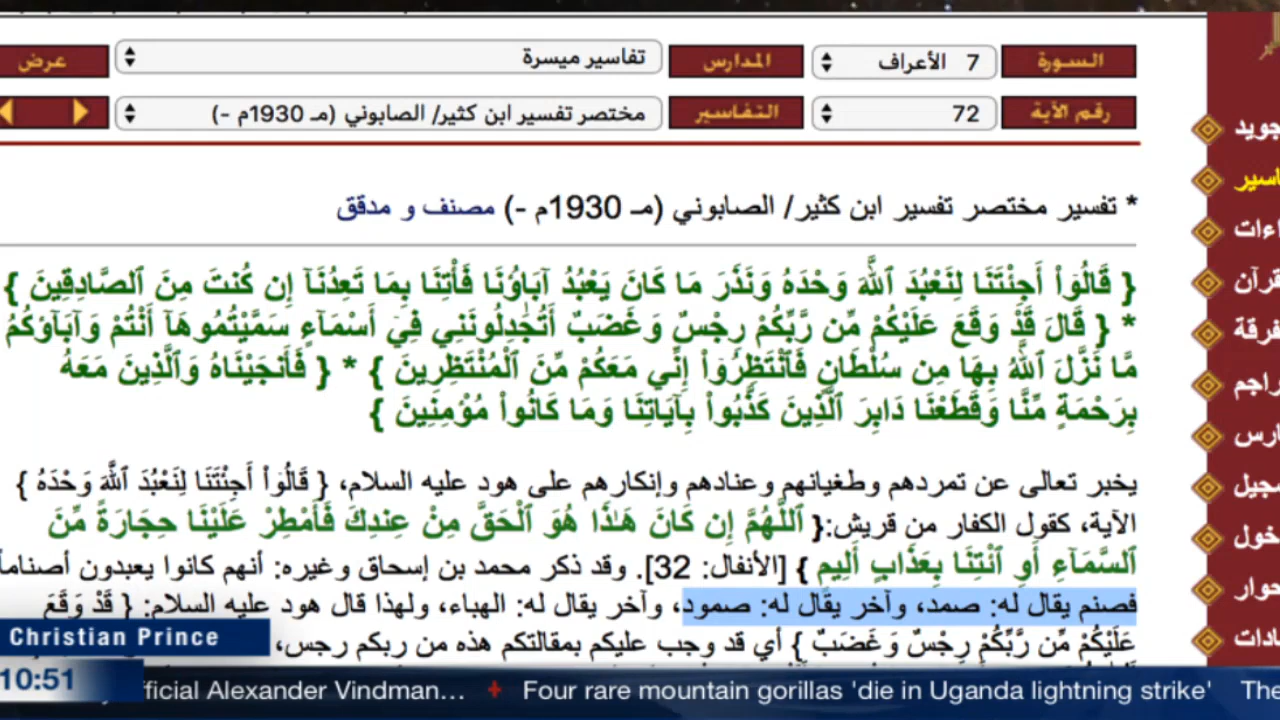 السورة
7 الأعراف
المدارس
تفاسير ميسرة
عرض
رقم الآية
72
التفاسير
مختصر تفسير ابن كثير/ الصابوني (مـ 1930م -)
* تفسير مختصر تفسير ابن كثير/ الصابوني (مـ 1930م -) مصنف و مدقق
{ قَالُوۤاْ أَجِئْتَنَا لِنَعْبُدَ ٱللَّهَ وَحْدَهُ وَنَذَرَ مَا كَانَ يَعْبُدُ آبَاؤُنَا فَأْتِنَا بِمَا تَعِدُنَآ إِن كُنتَ مِنَ ٱلصَّادِقِينَ }
* { قَالَ قَدْ وَقَعَ عَلَيْكُمْ مِّن رَّبِّكُمْ رِجْسٌ وَغَضَبٌ أَتُجَٰدِلُونَنِي فِيۤ أَسْمَآءٍ سَمَّيْتُمُوهَآ أَنْتُمْ وَآبَآؤكُمُ
مَّا نَزَّلَ ٱللَّهُ بِهَا مِن سُلْطَانٍ فَٱنْتَظِرُوۤاْ إِنِّي مَعَكُمْ مِّنَ ٱلْمُنْتَظِرِينَ } * { فَأَنجَيْنَاهُ وَٱلَّذِينَ مَعَهُ
بِرَحْمَةٍ مِّنَّا وَقَطَعْنَا دَابِرَ ٱلَّذِينَ كَذَّبُواْ بِآيَاتِنَا وَمَا كَانُواْ مُؤْمِنِينَ }
يخبر تعالى عن تمردهم وطغيانهم وعنادهم وإنكارهم على هود عليه السلام، { قَالُوۤاْ أَجِئْتَنَا لِنَعْبُدَ ٱللَّهَ وَحْدَهُ }
الآية، كقول الكفار من قريش:{ ٱللَّهُمَّ إِن كَانَ هَـٰذَا هُوَ ٱلْحَقَّ مِنْ عِندِكَ فَأَمْطِرْ عَلَيْنَا حِجَارَةً مِّنَ
ٱلسَّمَآءِ أَوِ ٱئْتِنَا بِعَذَابٍ أَلِيمٍ } [الأنفال: 32]. وقد ذكر محمد بن إسحاق وغيره: أنهم كانوا يعبدون أصناماً
فصنم يقال له: صمد، وآخر يقال له: صمود، وآخر يقال له: الهباء، ولهذا قال هود عليه السلام: { قَدْ وَقَعَ
عَلَيْكُمْ مِّن رَّبِّكُمْ رِجْسٌ وَغَضَبٌ } أي قد وجب عليكم بمقالتكم هذه من ربكم رجس،
Christian Prince
10:51
fficial Alexander Vindman... + Four rare mountain gorillas 'die in Uganda lightning strike' The